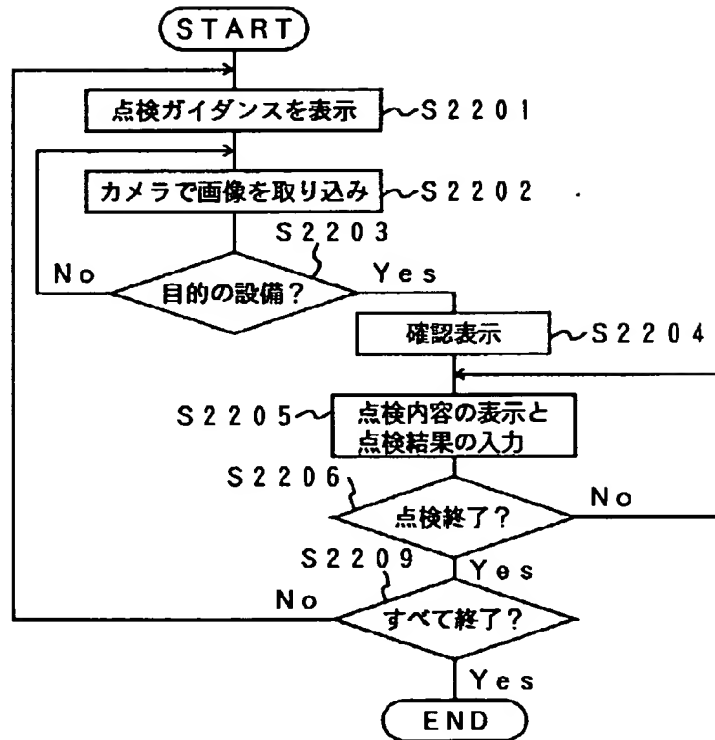 START
点検ガイダンスを表示
S2201
カメラで画像を取り込み
S2202
S2203
No
Yes
目的の設備?
確認表示
S2204
S2205
点検内容の表示と
点検結果の入力
S2206
No
点検終了?
S2209
Yes
No
すべて終了?
Yes
END